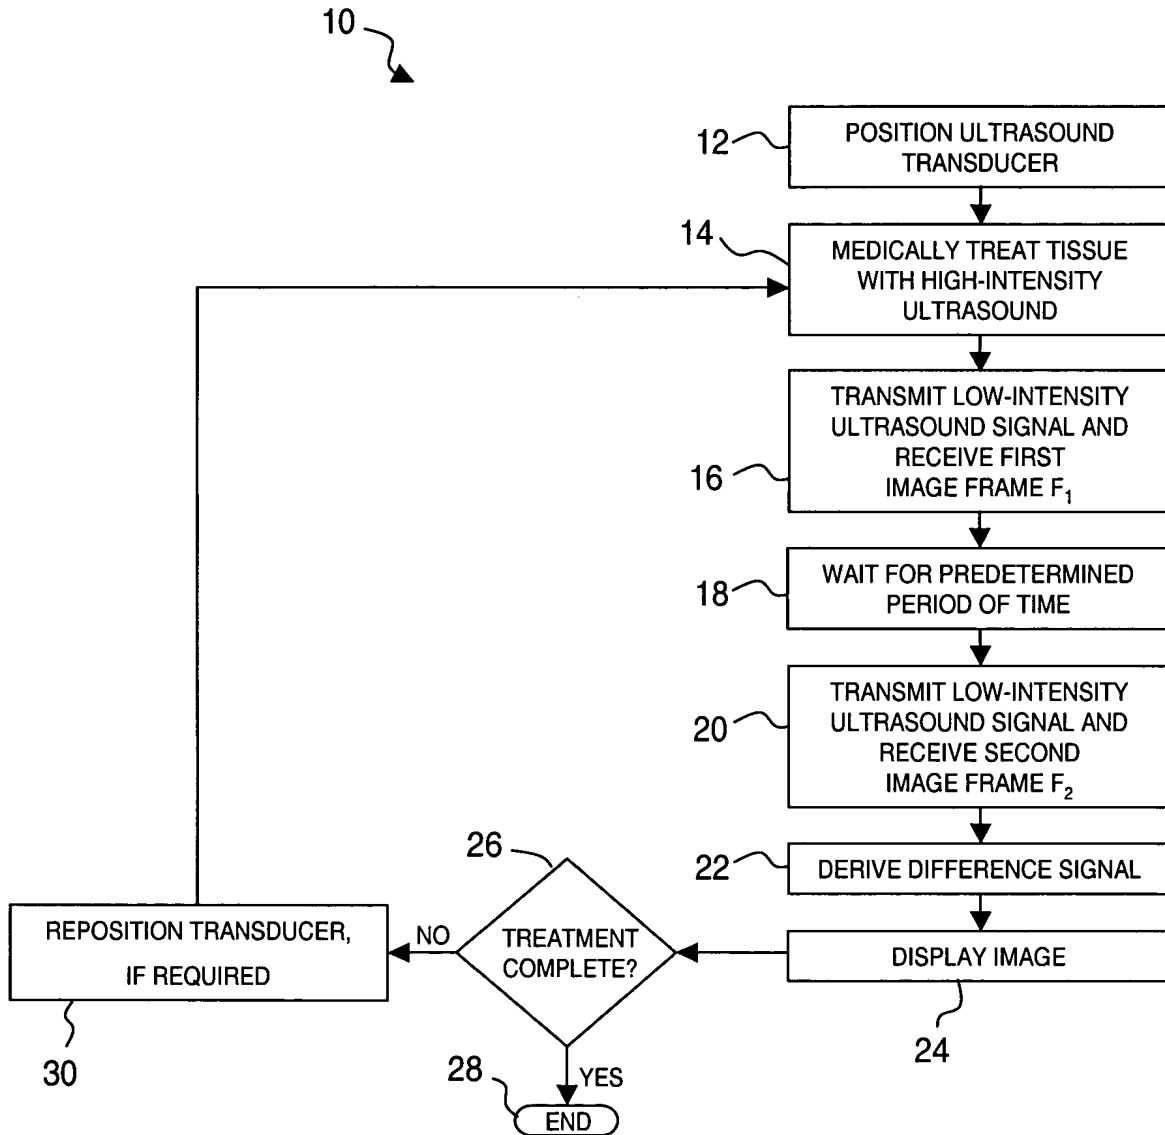 10
12
POSITION ULTRASOUND
TRANSDUCER
14
MEDICALLY TREAT TISSUE
WITH HIGH-INTENSITY
ULTRASOUND
16
TRANSMIT LOW-INTENSITY
ULTRASOUND SIGNAL AND
RECEIVE FIRST
IMAGE FRAME F₁
18
WAIT FOR PREDETERMINED
PERIOD OF TIME
20
TRANSMIT LOW-INTENSITY
ULTRASOUND SIGNAL AND
RECEIVE SECOND
IMAGE FRAME F₂
22
DERIVE DIFFERENCE SIGNAL
DISPLAY IMAGE
24
26
TREATMENT
COMPLETE?
NO
YES
28
END
REPOSITION TRANSDUCER,
IF REQUIRED
30